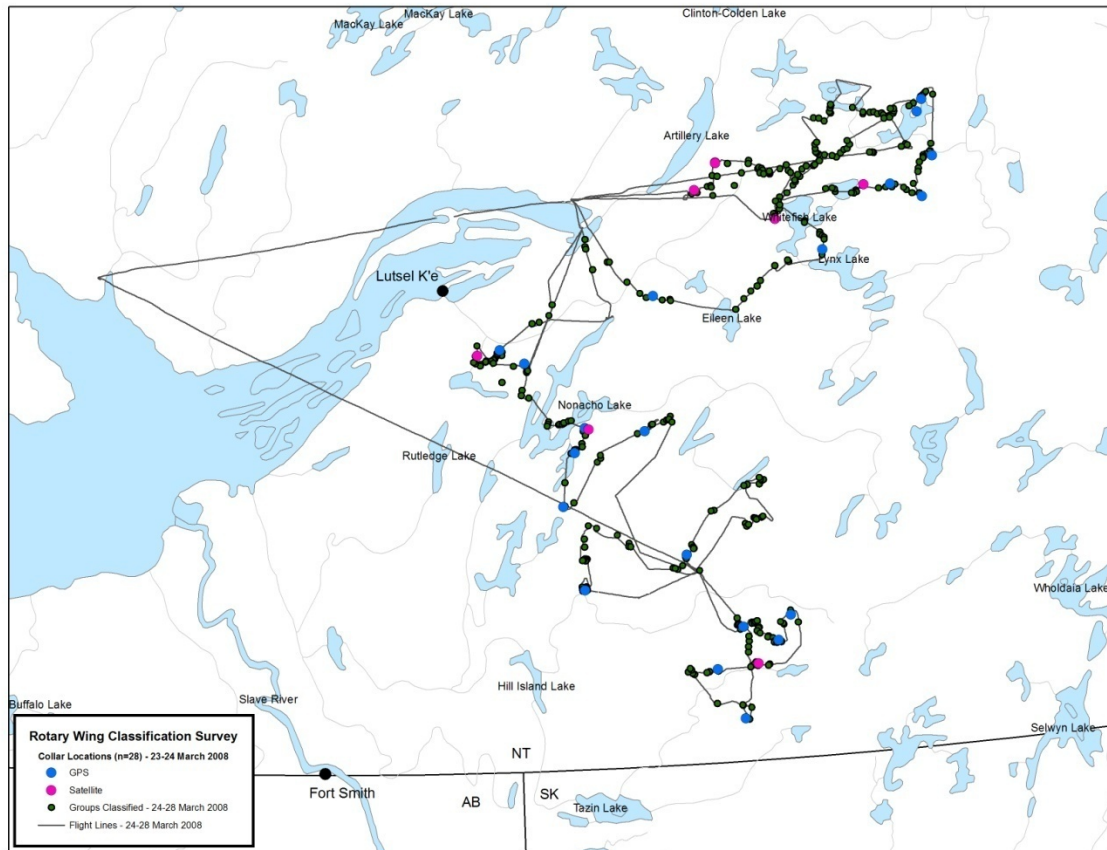 MacKay Lake
Clinton-Colden Lake
MacKay Lake
Artillery Lake
Whitefish Lake
Lutsel K'e
Lynx Lake
Eileen Lake
Nonacho Lake
Rutledge Lake
Wholdaia Lake
Hill Island Lake
Slave River
Buffalo Lake
Selwyn Lake
NT
Fort Smith
AB
SK
Tazin Lake
Rotary Wing Classification Survey
Collar Locations (n=28) - 23-24 March 2008
GPS
Satellite
Groups Classified - 24-28 March 2008
Flight Lines - 24-28 March 2008